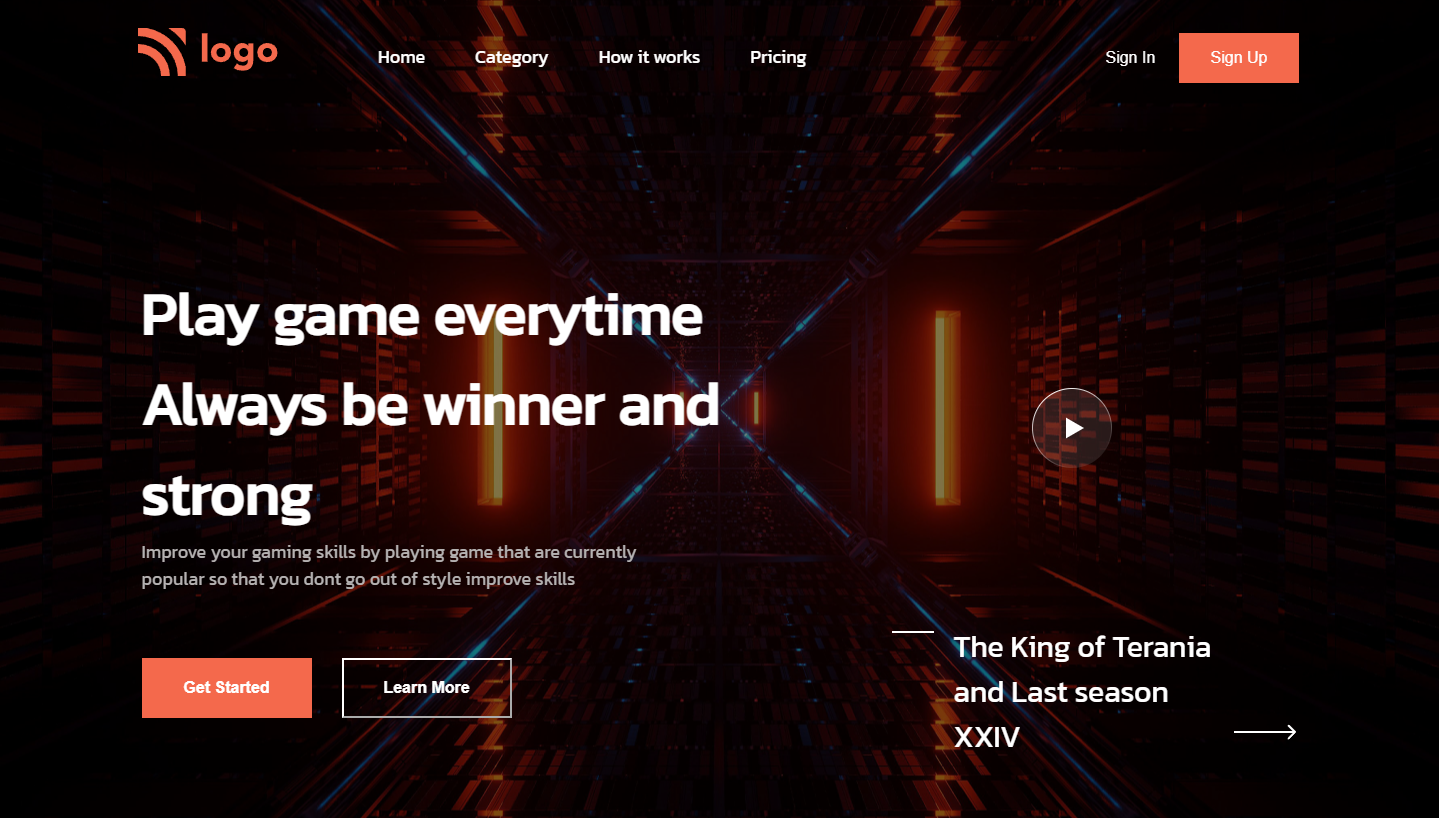 logo
Home
Category
How it works
Pricing
Sign In
Sign Up
Play game everytime
Always be winner and
strong
Improve your gaming skills by playing game that are currently
popular so that you dont go out of style improve skills
Get Started
Learn More
The King of Terania
and Last season
XXIV